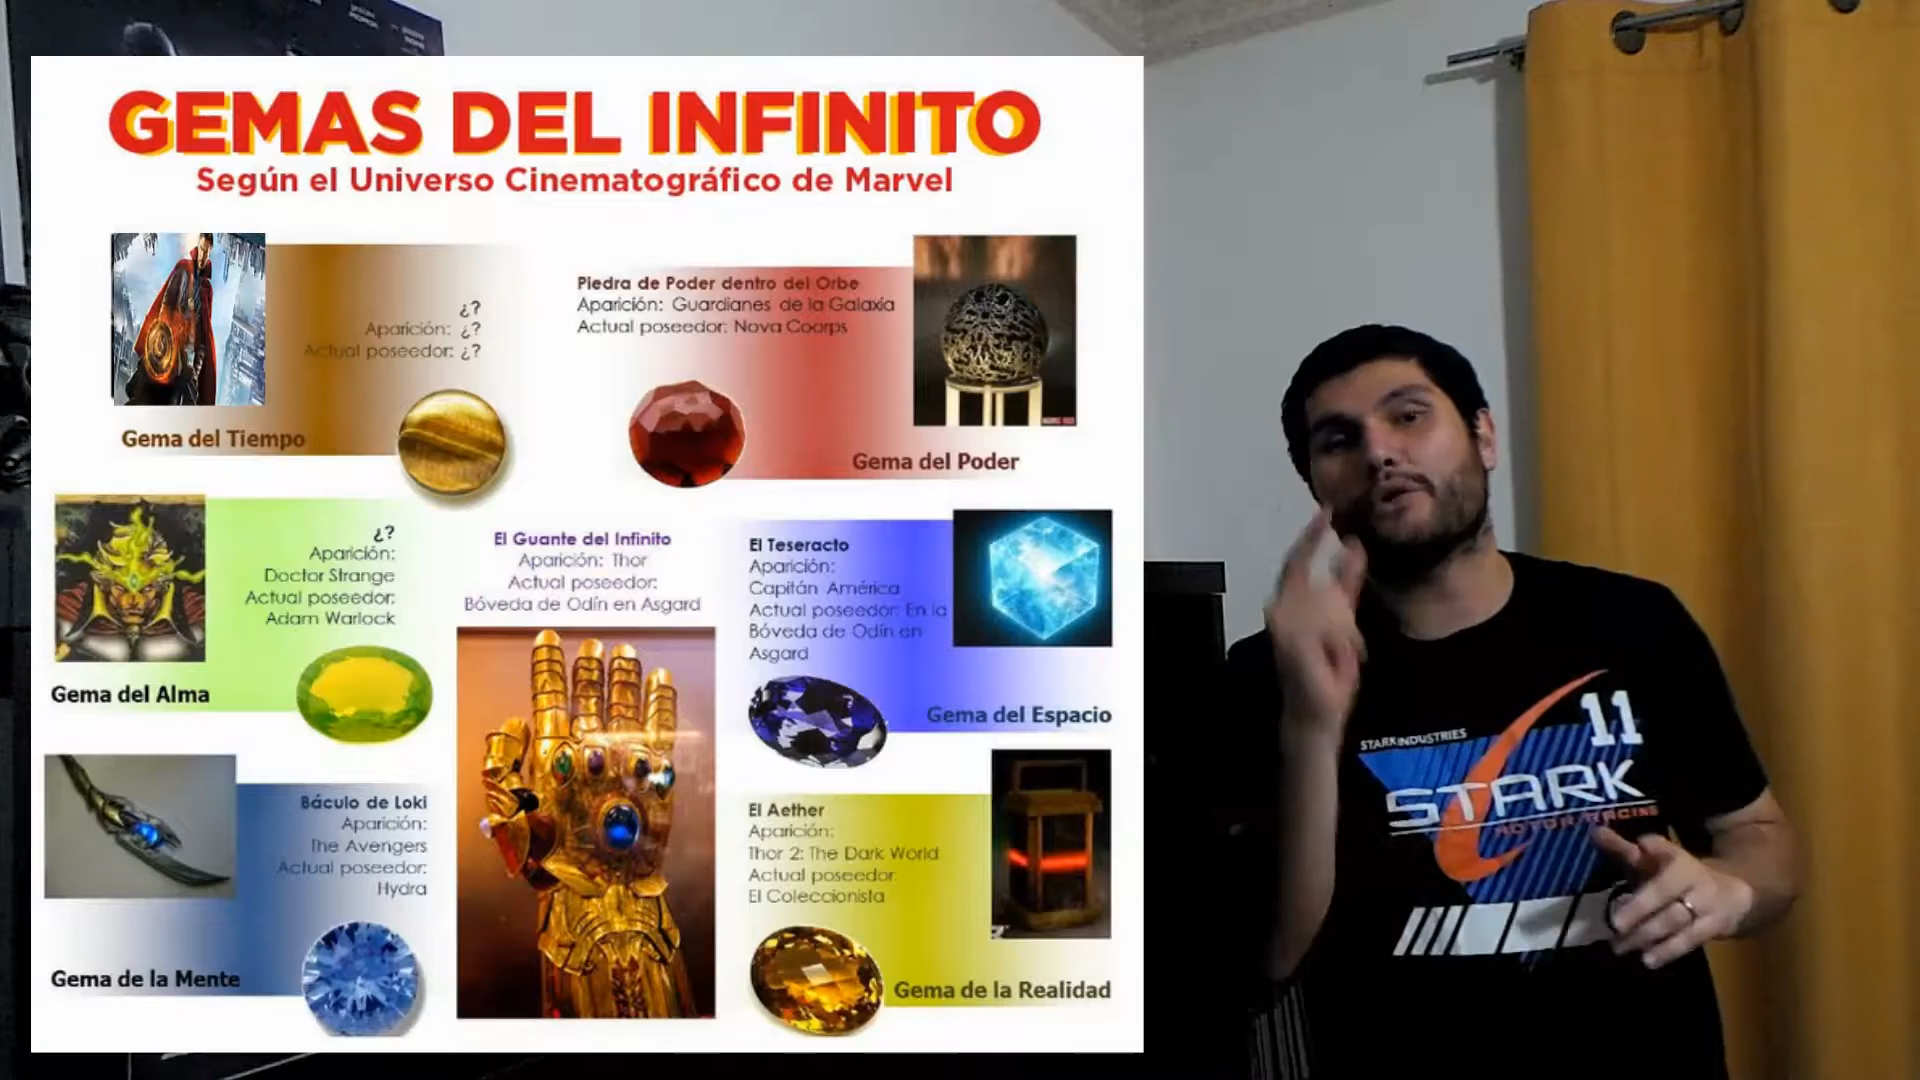 GEMAS DEL INFINITO
Según el Universo Cinematográfico de Marvel
¿?
Aparición: ¿?
Actual poseedor: ¿?
Gema del Tiempo
Piedra de Poder dentro del Orbe
Aparición: Guardianes de la Galaxia
Actual poseedor: Nova Coorps
Gema del Poder
¿?
Aparición:
Doctor Strange
Actual poseedor:
Adam Warlock
Gema del Alma
El Guante del Infinito
Aparición: Thor
Actual poseedor:
Bóveda de Odín en Asgard
El Teseracto
Aparición:
Capitán América
Actual poseedor: En la
Bóveda de Odín en
Asgard
Gema del Espacio
Báculo de Loki
Aparición:
The Avengers
Actual poseedor:
Hydra
Gema de la Mente
El Aether
Aparición:
Thor 2: The Dark World
Actual poseedor:
El Coleccionista
Gema de la Realidad
11
STARK INDUSTRIES
STARK
MOTOR RACING